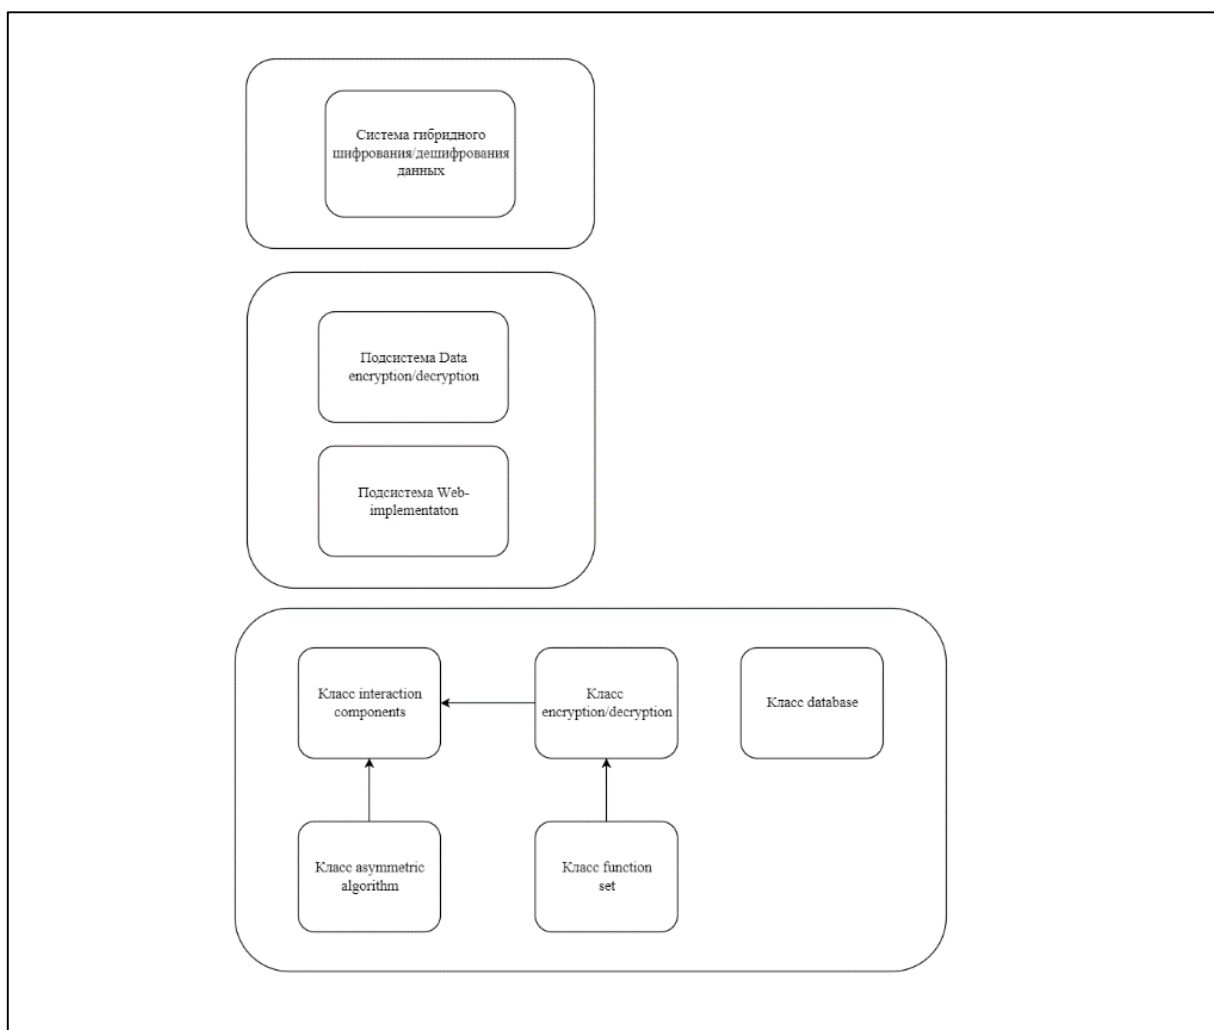 Система гибридного
шифрования/дешифрования
данных
Подсистема Data
encryption/decryption
Подсистема Web-
implementaton
Класс interaction
components
Класс
encryption/decryption
Класс database
Класс asymmetric
algorithm
Класс function
set